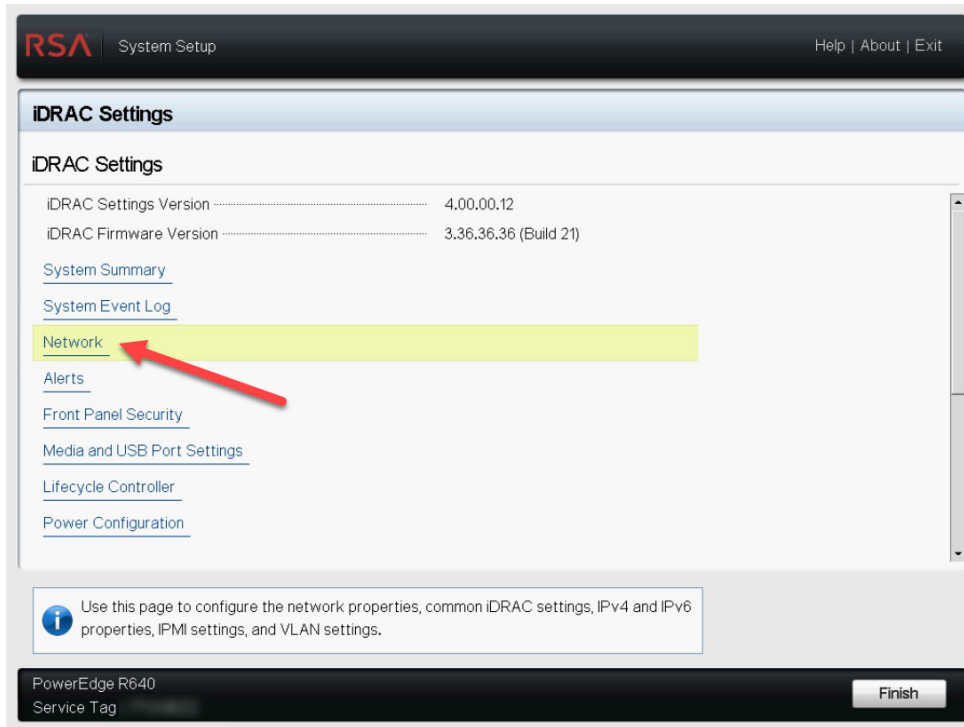 RSA System Setup
Help | About | Exit
iDRAC Settings
iDRAC Settings
iDRAC Settings Version 4.00.00.12
iDRAC Firmware Version 3.36.36.36 (Build 21)
System Summary
System Event Log
Network
Alerts
Front Panel Security
Media and USB Port Settings
Lifecycle Controller
Power Configuration
Use this page to configure the network properties, common iDRAC settings, IPv4 and IPv6
properties, IPMI settings, and VLAN settings.
PowerEdge R640
Service Tag
Finish